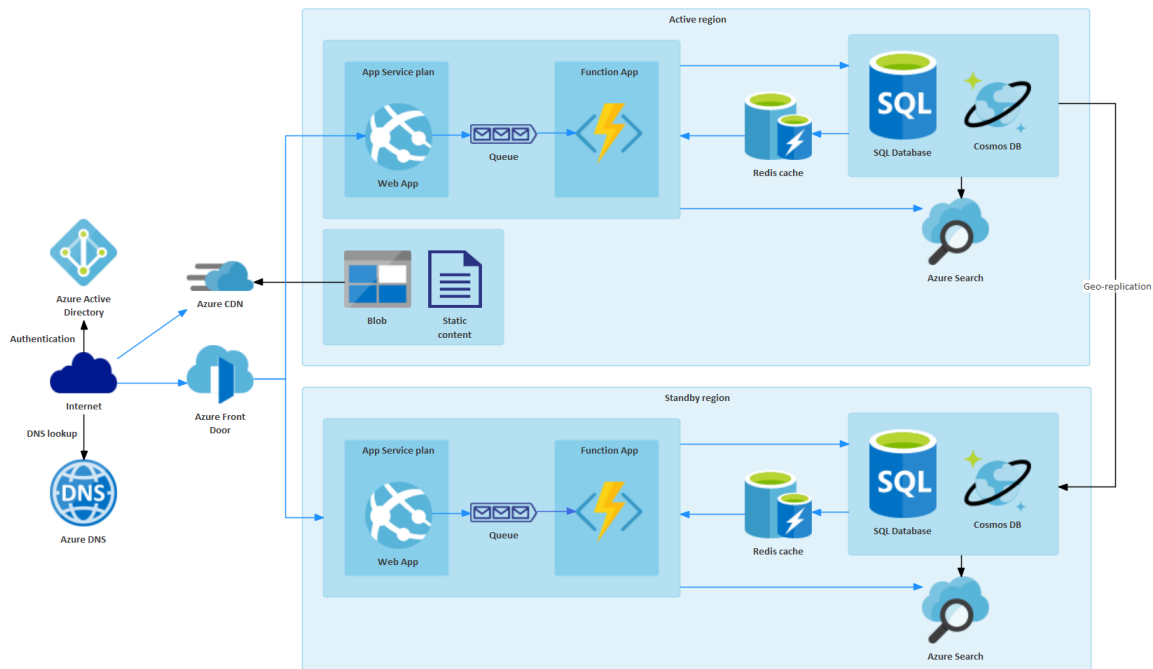 Active region
App Service plan
Function App
SQL
Web App
Queue
Redis cache
SQL Database
Cosmos DB
Azure Search
Geo-replication
Blob
Static
content
Azure Active
Directory
Authentication
Azure CDN
Internet
Azure Front
Door
DNS lookup
DNS
Azure DNS
Standby region
App Service plan
Function App
SQL
Web App
Queue
Redis cache
SQL Database
Cosmos DB
Azure Search